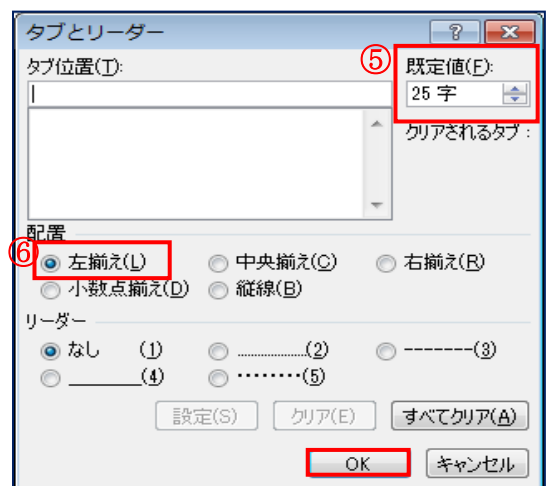 タブとリーダー
⑤
タブ位置(T): 既定値(F):
25 字
クリアされるタブ :
配置
⑥
左揃え(L) 中央揃え(C) 右揃え(R)
小数点揃え(D) 縦線(B)
リーダー
なし (1) ....................(2) -------(3)
________(4) ········(5)
設定(S) クリア(E) すべてクリア(A)
OK キャンセル